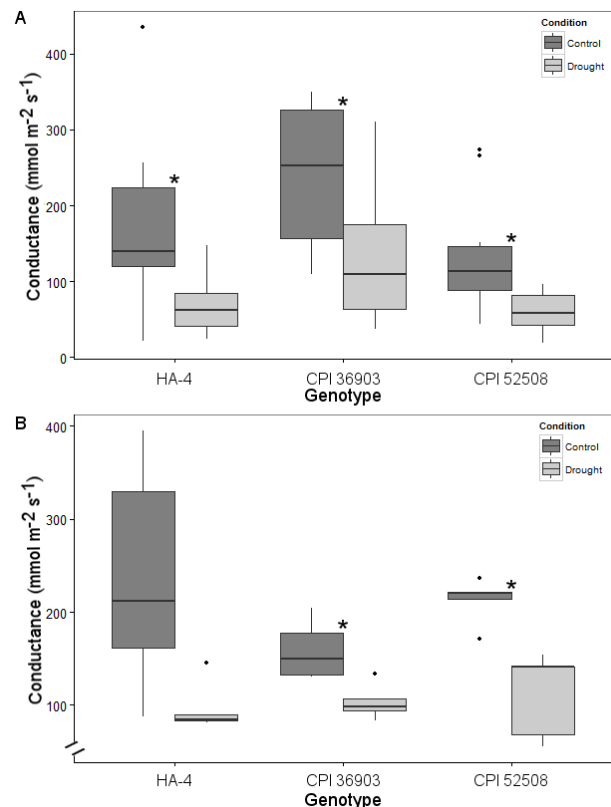 A
Condition
Control
Drought
Conductance (mmol m⁻² s⁻¹)
400
300
200
100
0
*
*
*
HA-4
CPI 36903
CPI 52508
Genotype
B
Condition
Control
Drought
Conductance (mmol m⁻² s⁻¹)
400
300
200
100
*
*
HA-4
CPI 36903
CPI 52508
Genotype